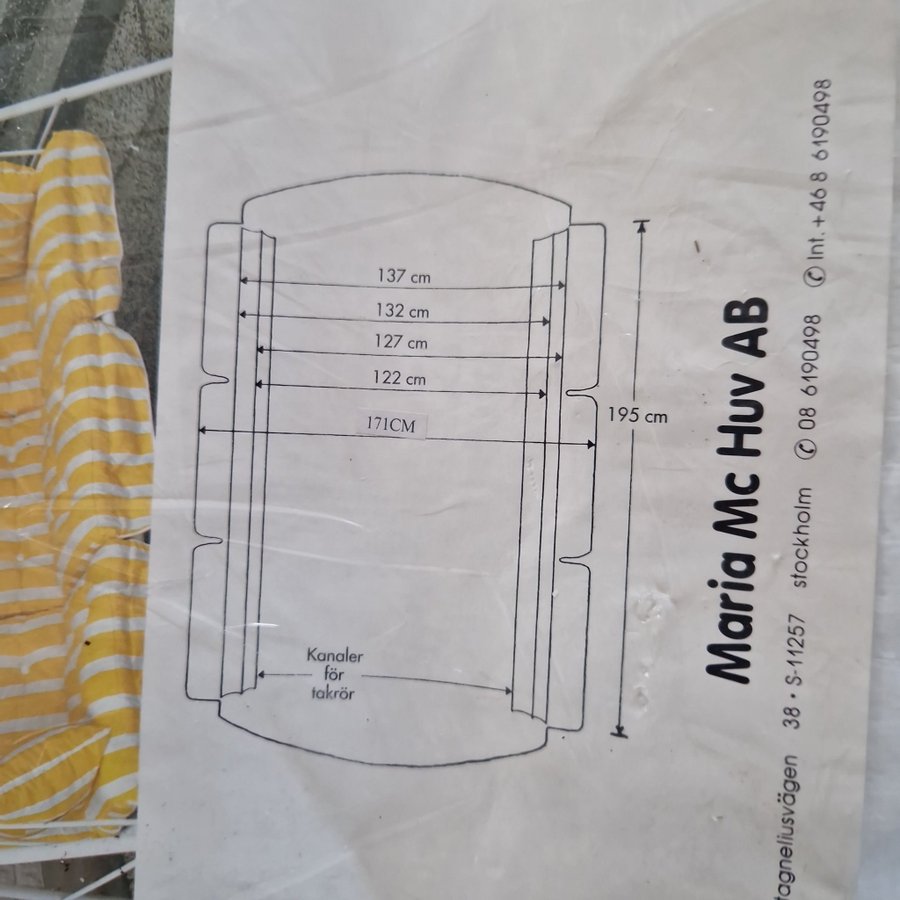 137 cm
132 cm
127 cm
122 cm
171CM
195 cm
Kanaler
för
takrör
Maria Mc Huv AB
tagneliusvägen 38 • S-11257 stockholm ✆ 08 6190498 ✆ Int. +46 8 6190498